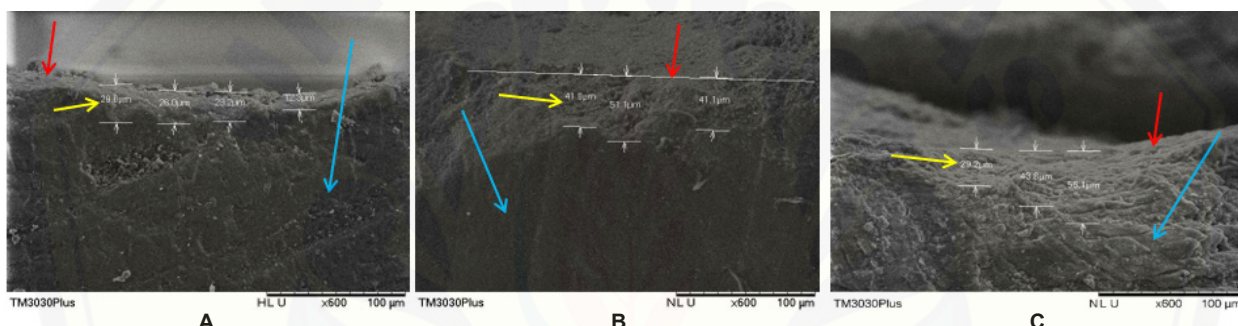 29.8µm 26.0µm 23.2µm 12.3µm
TM3030Plus HL U x600 100 µm
A
41.8µm 51.1µm 41.1µm
TM3030Plus NL U x600 100 µm
B
29.2µm 43.8µm 55.1µm
TM3030Plus NL U x600 100 µm
C